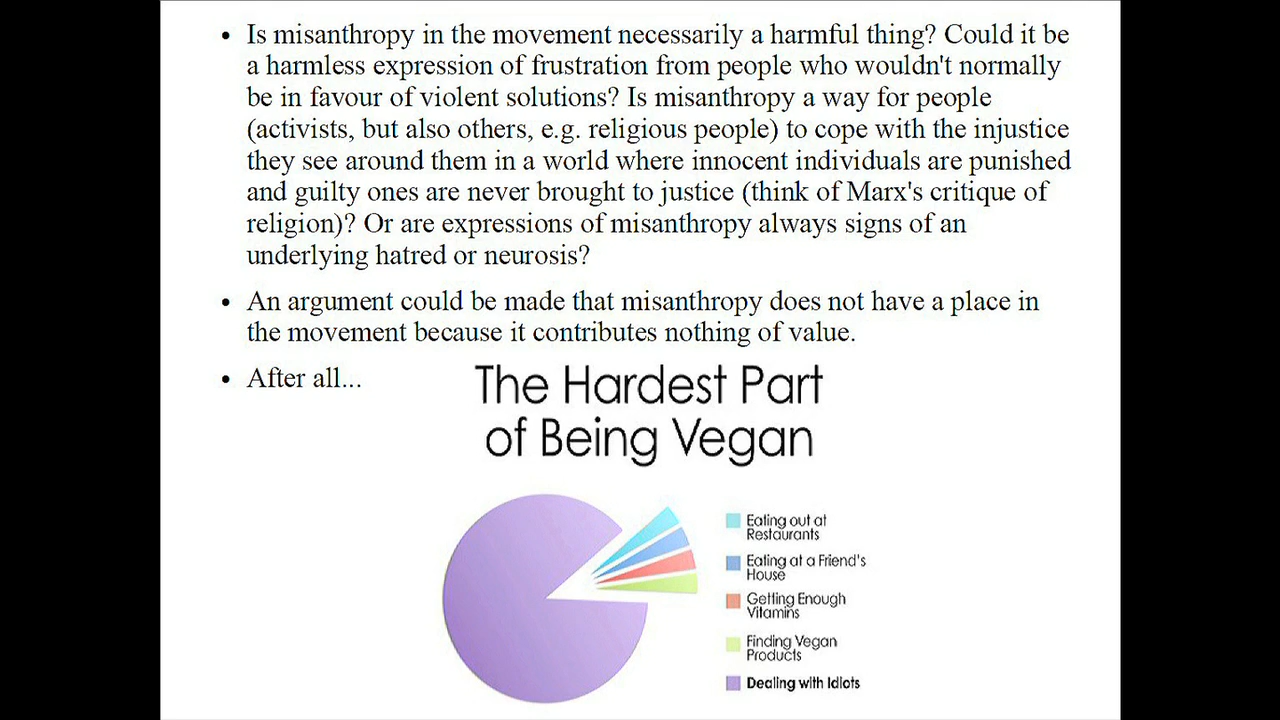 • Is misanthropy in the movement necessarily a harmful thing? Could it be
a harmless expression of frustration from people who wouldn't normally
be in favour of violent solutions? Is misanthropy a way for people
(activists, but also others, e.g. religious people) to cope with the injustice
they see around them in a world where innocent individuals are punished
and guilty ones are never brought to justice (think of Marx's critique of
religion)? Or are expressions of misanthropy always signs of an
underlying hatred or neurosis?
• An argument could be made that misanthropy does not have a place in
the movement because it contributes nothing of value.
• After all...
The Hardest Part
of Being Vegan
Eating out at
Restaurants
Eating at a Friend's
House
Getting Enough
Vitamins
Finding Vegan
Products
Dealing with Idiots